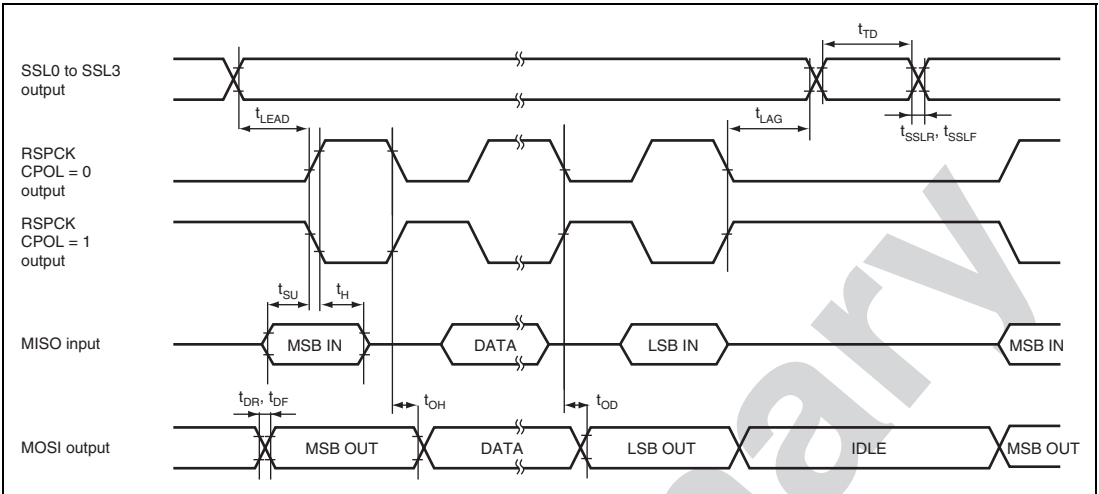 SSL0 to SSL3
output
tTD
tLEAD
tLAG
tSSLR, tSSLF
RSPCK
CPOL = 0
output
RSPCK
CPOL = 1
output
tSU
tH
MISO input
MSB IN
DATA
LSB IN
MSB IN
tDR, tDF
tOH
tOD
MOSI output
MSB OUT
DATA
LSB OUT
IDLE
MSB OUT